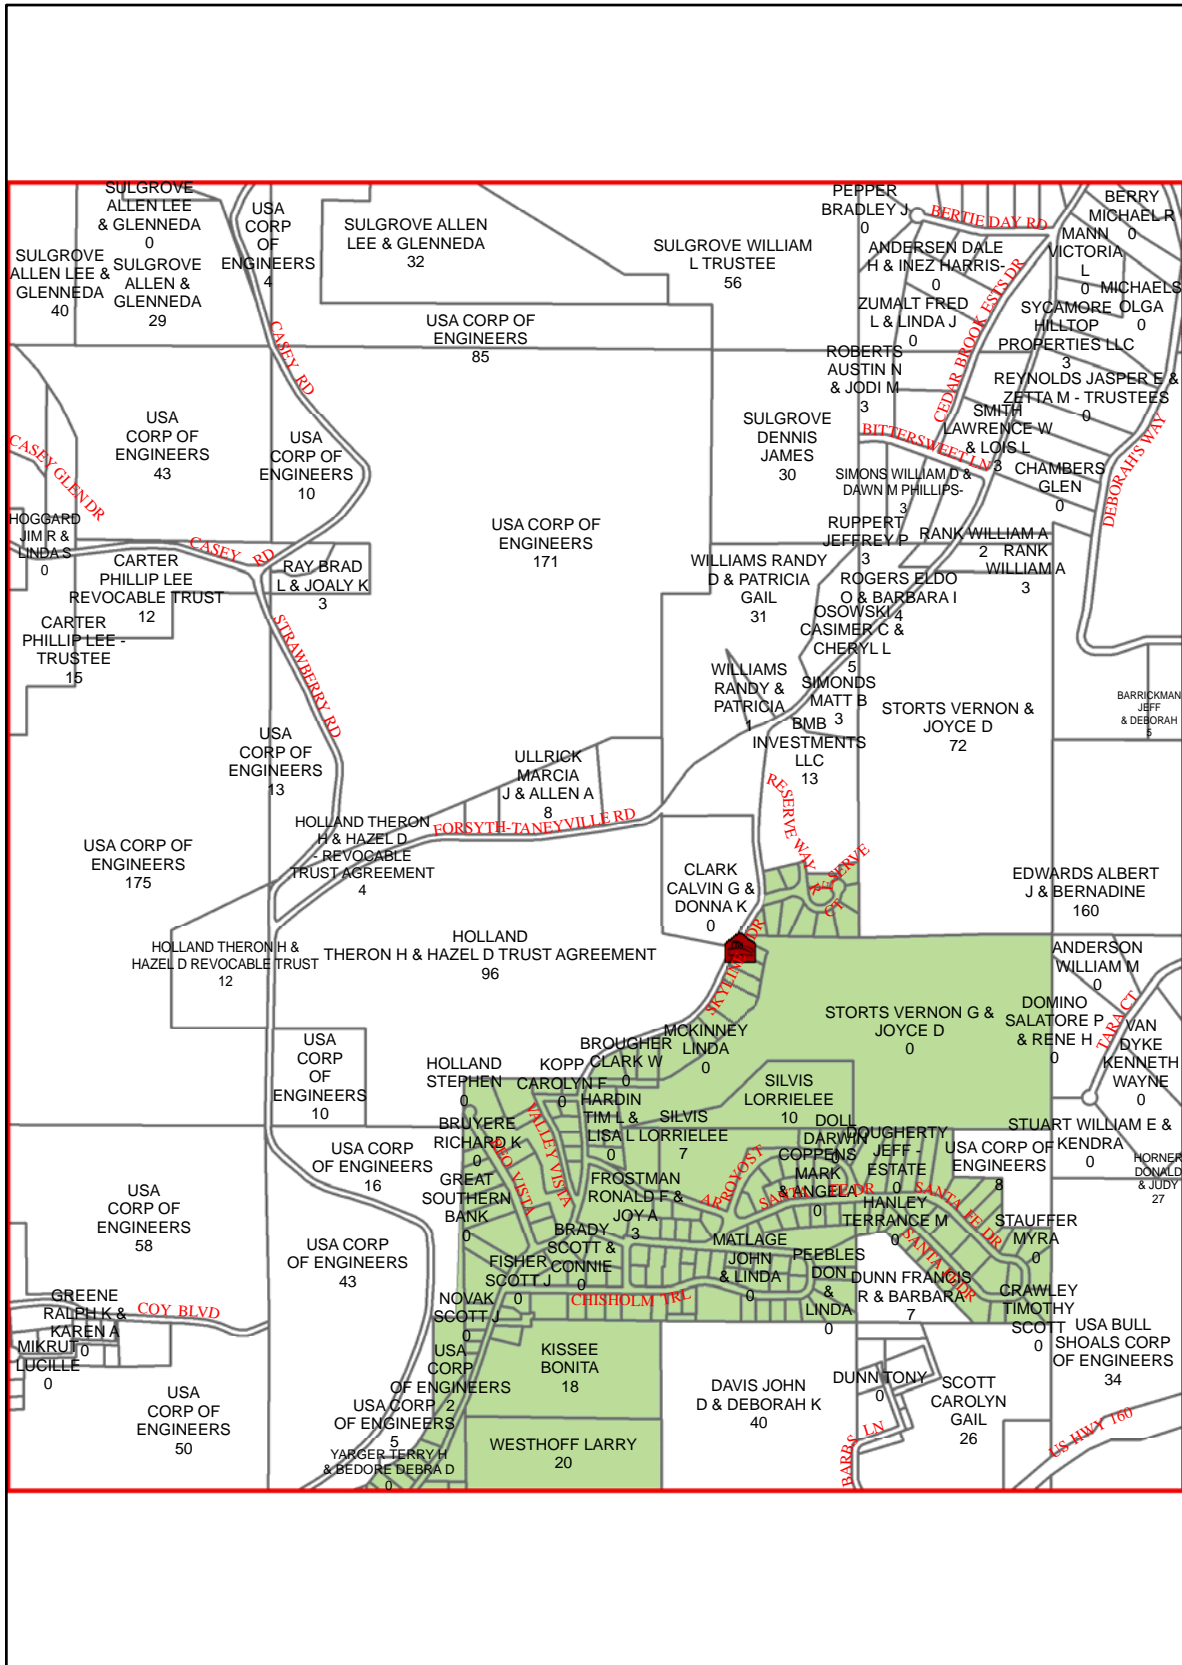 SULGROVE
ALLEN LEE
& GLENNEDA
0
SULGROVE
ALLEN LEE &
GLENNEDA
40
SULGROVE
ALLEN &
GLENNEDA
29
USA
CORP
OF
ENGINEERS
4
SULGROVE ALLEN
LEE & GLENNEDA
32
SULGROVE WILLIAM
L TRUSTEE
56
PEPPER
BRADLEY J
0
BERTIE DAY RD
BERRY
MICHAEL R
0
MANN
VICTORIA
L
0
ANDERSEN DALE
H & INEZ HARRIS-
0
MICHAELS
OLGA
0
ZUMALT FRED
L & LINDA J
0
SYCAMORE
HILLTOP
PROPERTIES LLC
3
CEDAR BROOK ESTS DR
CASEY RD
USA CORP OF
ENGINEERS
85
ROBERTS
AUSTIN N
& JODI M
3
REYNOLDS JASPER E &
ZETTA M - TRUSTEES
0
SMITH
LAWRENCE W
& LOIS L
3
USA
CORP OF
ENGINEERS
43
USA
CORP OF
ENGINEERS
10
SULGROVE
DENNIS
JAMES
30
BITTERSWEET LN
CHAMBERS
GLEN
0
DEBORAH'S WAY
CASEY GLEN DR
SIMONS WILLIAM D &
DAWN M PHILLIPS-
3
HOGGARD
JIM R &
LINDA S
0
CASEY RD
USA CORP OF
ENGINEERS
171
RUPPERT
JEFFREY P
3
RANK WILLIAM A
2
RANK
WILLIAM A
3
CARTER
PHILLIP LEE
REVOCABLE TRUST
12
RAY BRAD
L & JOALY K
3
WILLIAMS RANDY
D & PATRICIA
GAIL
31
ROGERS ELDO
O & BARBARA I
4
CARTER
PHILLIP LEE -
TRUSTEE
15
STRAWBERRY RD
OSOWSKI
CASIMER C &
CHERYL L
5
WILLIAMS
RANDY &
PATRICIA
1
SIMONDS
MATT B
3
STORTS VERNON &
JOYCE D
72
BARRICKMAN
JEFF
& DEBORAH
5
USA
CORP OF
ENGINEERS
13
BMB
INVESTMENTS
LLC
13
ULLRICK
MARCIA
J & ALLEN A
8
FORSYTH-TANEYVILLE RD
RESERVE WAY
RESERVE
CT
USA CORP OF
ENGINEERS
175
HOLLAND THERON
H & HAZEL D
- REVOCABLE
TRUST AGREEMENT
4
CLARK
CALVIN G &
DONNA K
0
EDWARDS ALBERT
J & BERNADINE
160
HOLLAND THERON H &
HAZEL D REVOCABLE TRUST
12
HOLLAND
THERON H & HAZEL D TRUST AGREEMENT
96
SKYLINE DR
ANDERSON
WILLIAM M
0
STORTS VERNON G &
JOYCE D
0
DOMINO
SALATORE P
& RENE H
0
TARA CT
VAN
DYKE
KENNETH
WAYNE
0
USA
CORP
OF
ENGINEERS
10
HOLLAND
STEPHEN
0
KOPP
CAROLYN F
0
BROUGHER
CLARK W
0
MCKINNEY
LINDA
0
SILVIS
LORRIELEE
10
HARDIN
TIM L &
LISA L
0
SILVIS
LORRIELEE
7
BRUYERE
RICHARD K
0
VALLEY VISTA
DOLL
DARWIN
0
DOUGHERTY
JEFF -
ESTATE
0
USA CORP OF
ENGINEERS
8
STUART WILLIAM E &
KENDRA
0
HORNER
DONALD
& JUDY
27
USA CORP
OF ENGINEERS
16
GREAT
SOUTHERN
BANK
0
FROSTMAN
RONALD F &
JOY A
3
COPPENS
MARK
& ANGELA
0
SANTA FE DR
SANTA FE DR
USA
CORP OF
ENGINEERS
58
HANLEY
TERRANCE M
0
STAUFFER
MYRA
0
USA CORP
OF ENGINEERS
43
BRADY
SCOTT &
CONNIE
0
MATLAGE
JOHN
& LINDA
0
PEEBLES
DON
&
LINDA
0
FISHER
SCOTT J
0
DUNN FRANCIS
R & BARBARA
7
CHISHOLM TRL
CRAWLEY
TIMOTHY
SCOTT
0
GREENE
RALPH K &
KAREN A
0
COY BLVD
NOVAK
SCOTT J
0
MIKRUT
LUCILLE
0
USA
CORP
OF ENGINEERS
2
KISSEE
BONITA
18
USA BULL
SHOALS CORP
OF ENGINEERS
34
USA
CORP OF
ENGINEERS
50
USA CORP
OF ENGINEERS
5
DAVIS JOHN
D & DEBORAH K
40
DUNN TONY
0
SCOTT
CAROLYN
GAIL
26
YARGER TERRY H
& BEDORE DEBRA D
0
WESTHOFF LARRY
20
BARBS LN
US HWY 160